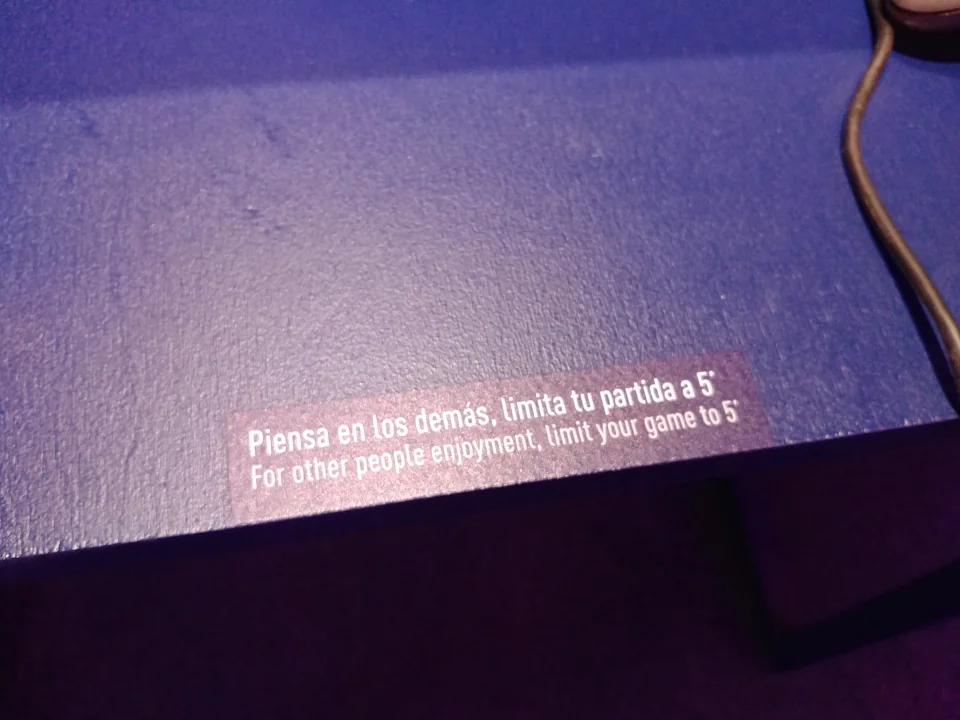 Piensa en los demás, limita tu partida a 5'
For other people enjoyment, limit your game to 5'